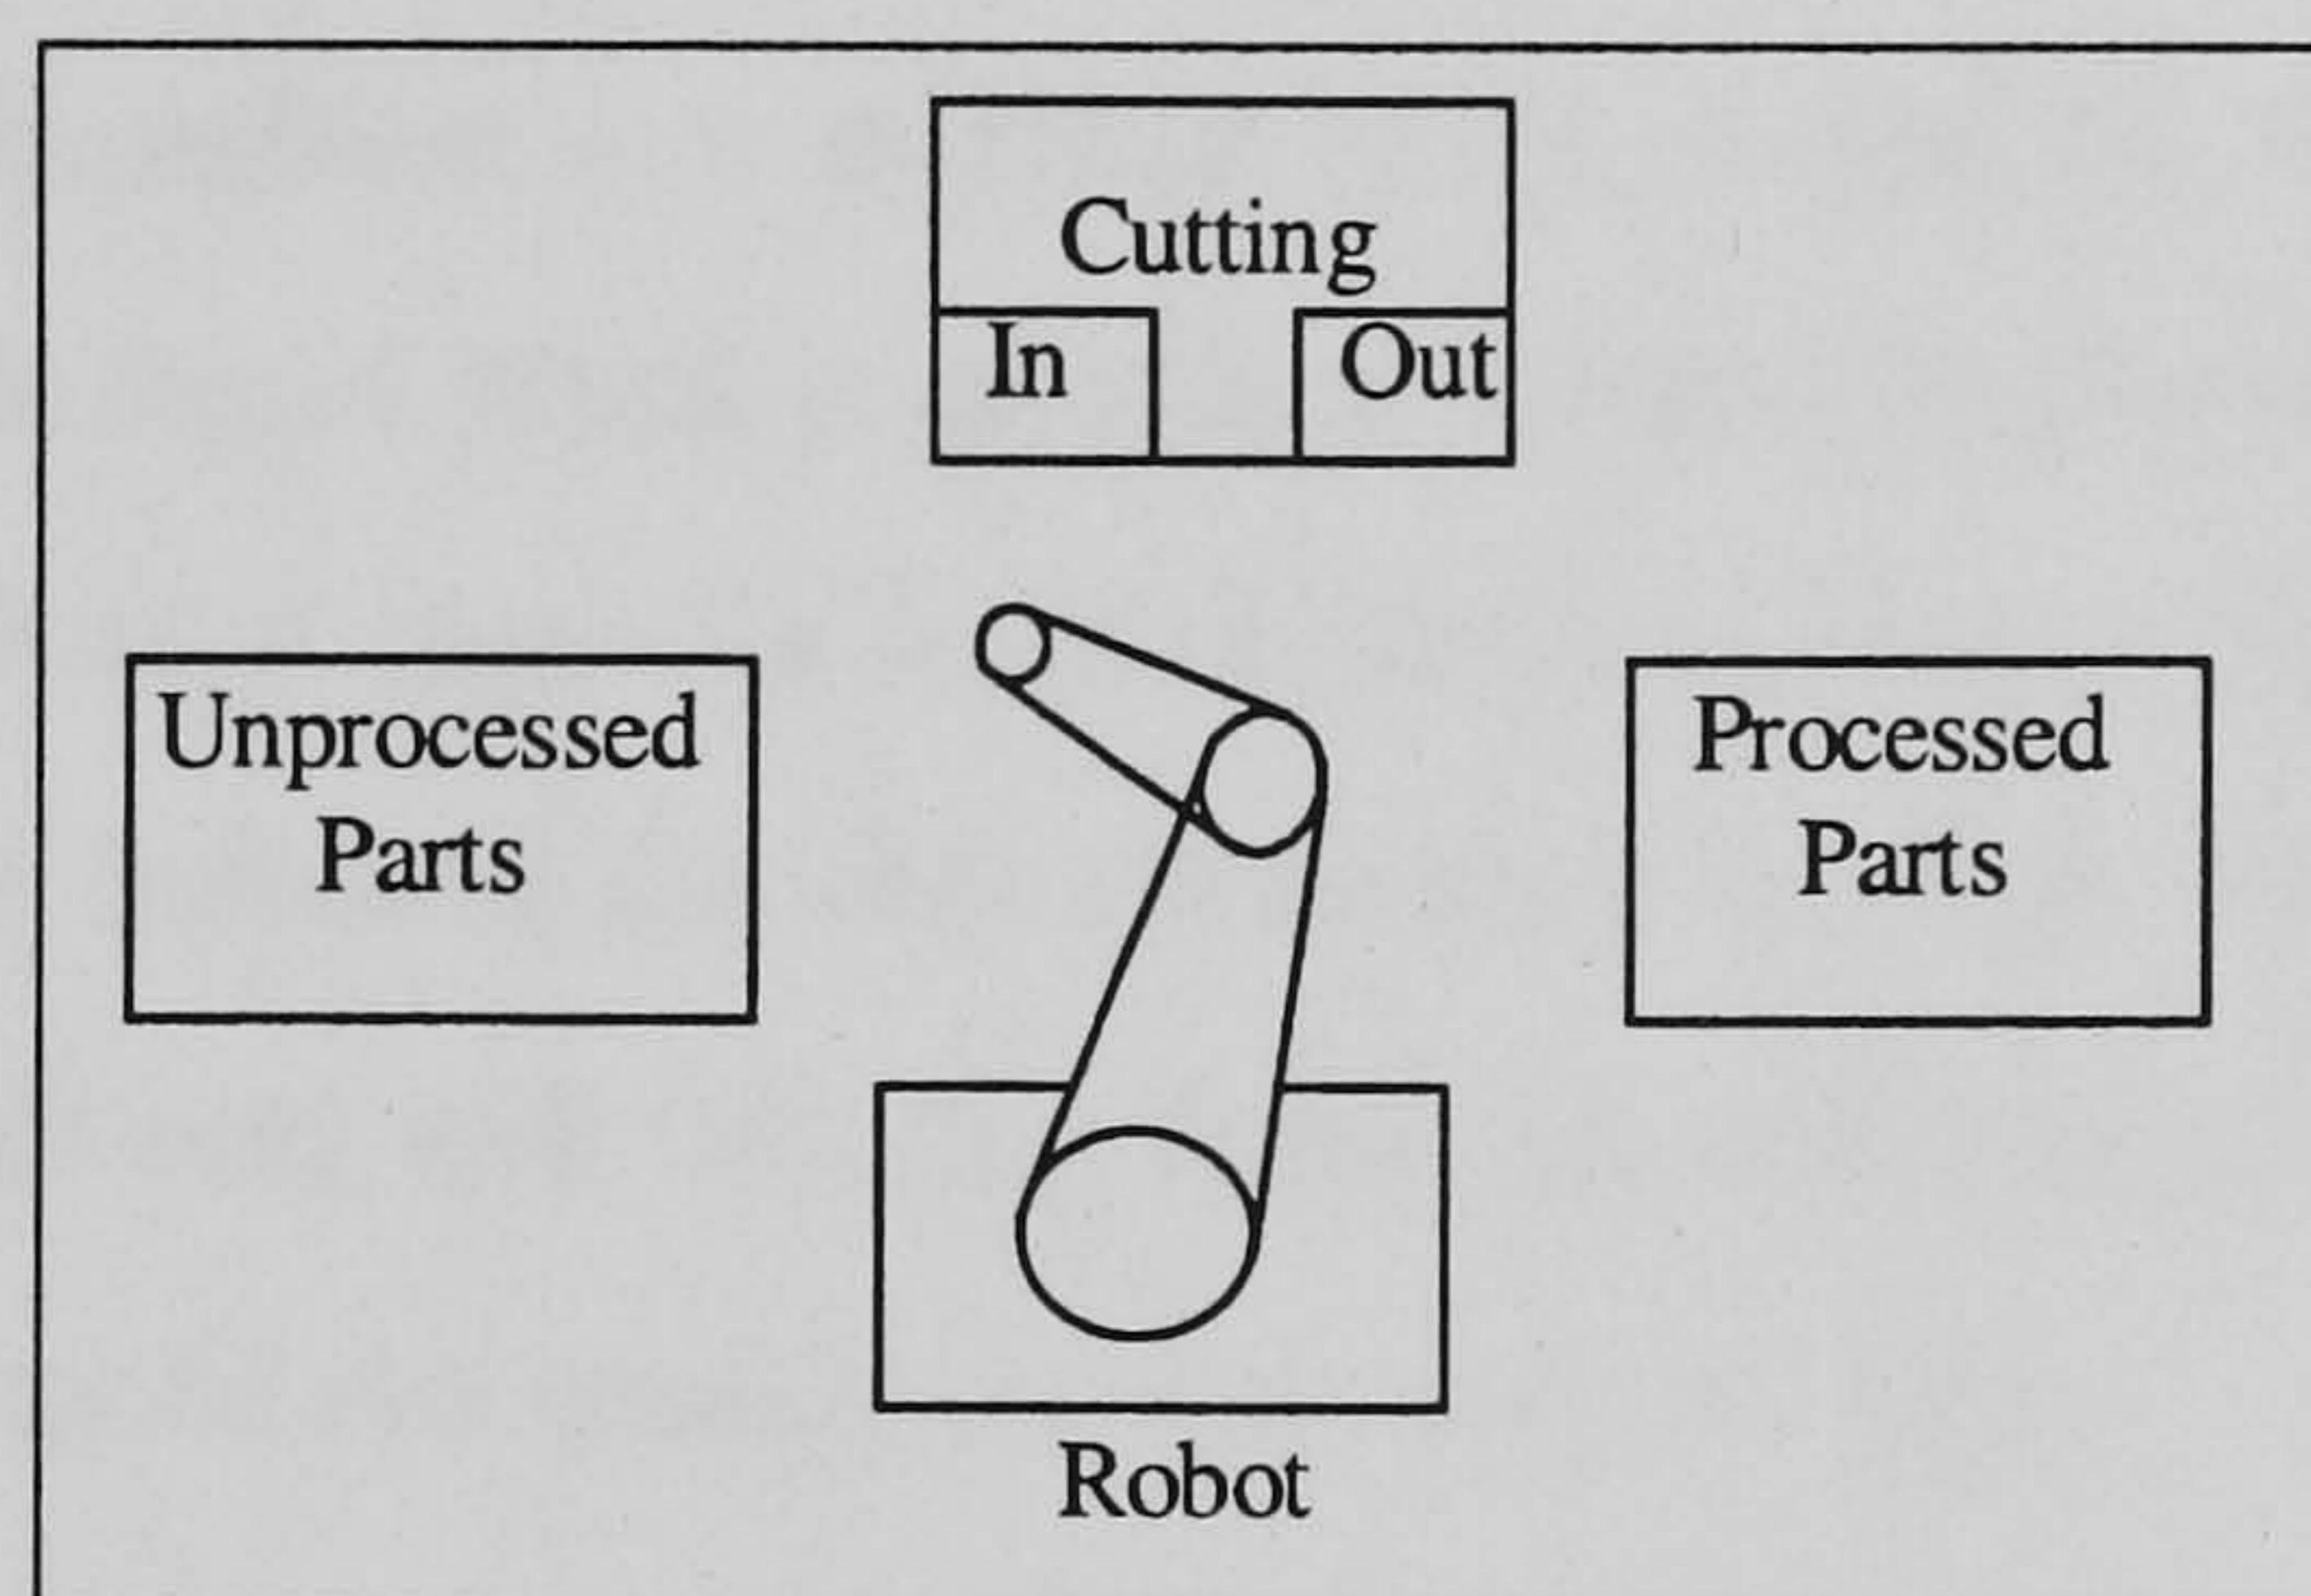 Cutting
In
Out
Unprocessed
Parts
Processed
Parts
Robot